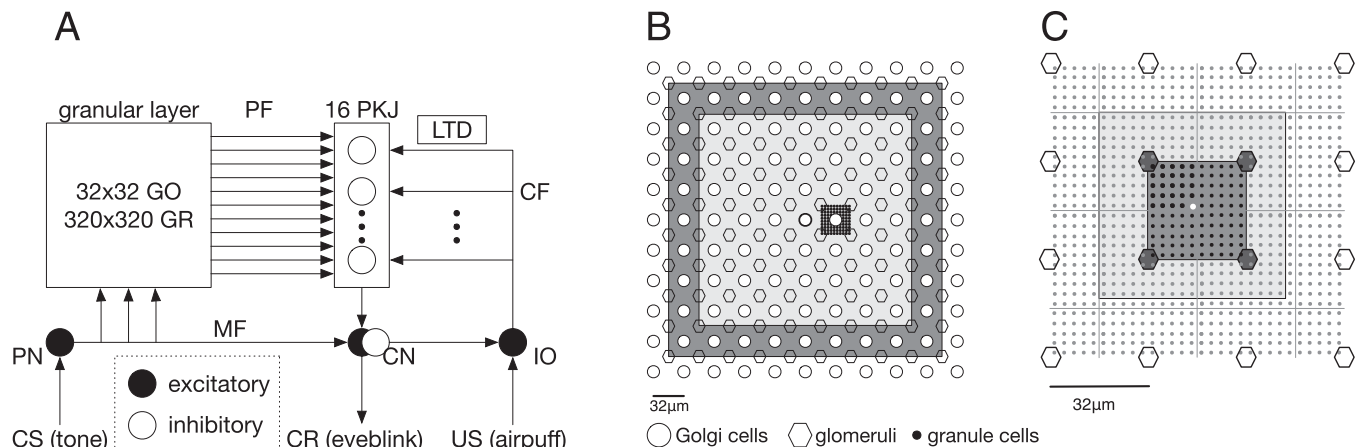 A
granular layer
PF
16 PKJ
LTD
32x32 GO
320x320 GR
CF
MF
PN
CN
IO
excitatory
inhibitory
CS (tone)
CR (eyeblink)
US (airpuff)
B
32μm
Golgi cells
glomeruli
granule cells
C
32μm